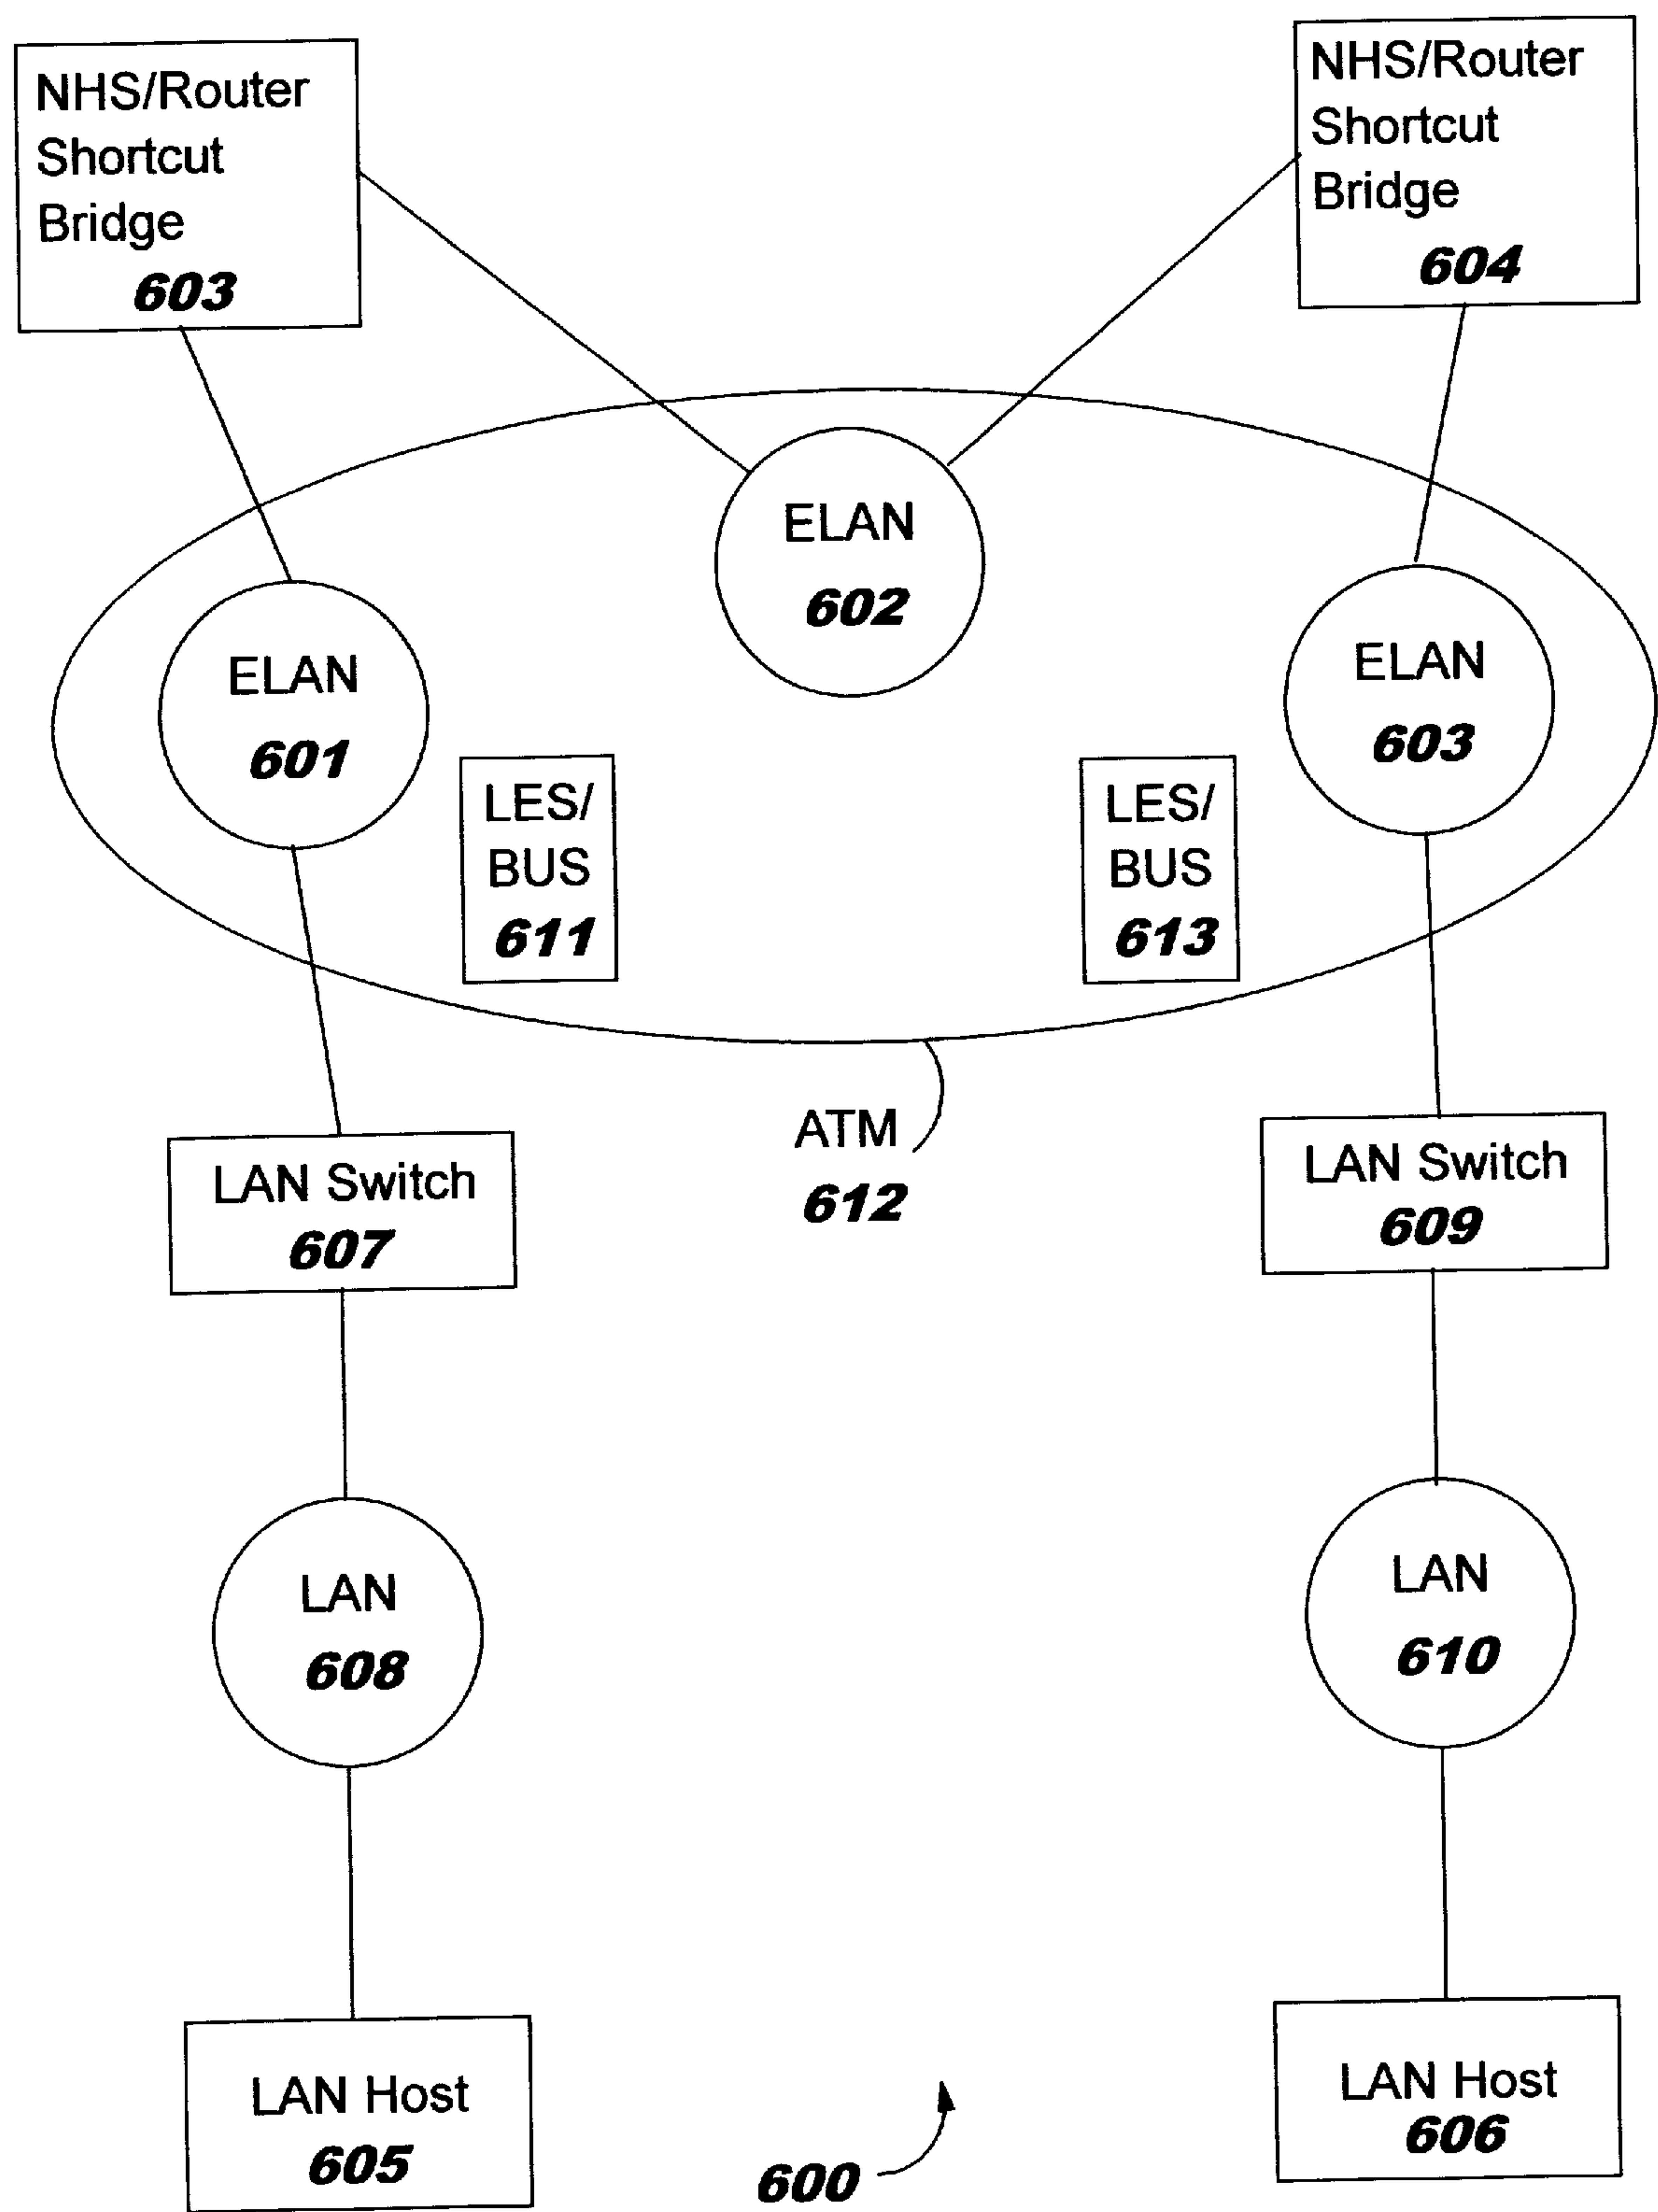 NHS/Router
Shortcut
Bridge
603
NHS/Router
Shortcut
Bridge
604
ELAN
602
ELAN
601
ELAN
603
LES/
BUS
611
LES/
BUS
613
ATM
612
LAN Switch
607
LAN Switch
609
LAN
608
LAN
610
LAN Host
605
LAN Host
606
600